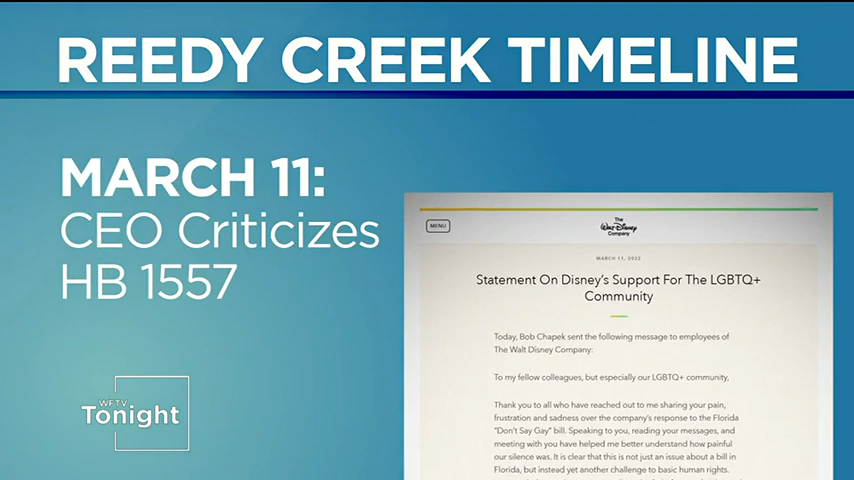 REEDY CREEK TIMELINE
MARCH 11:
CEO Criticizes
HB 1557
MENU
The
Walt Disney
Company
MARCH 11, 2022
Statement On Disney's Support For The LGBTQ+
Community
Today, Bob Chapek sent the following message to employees of
The Walt Disney Company:
To my fellow colleagues, but especially our LGBTQ+ community,
Thank you to all who have reached out to me sharing your pain,
frustration and sadness over the company's response to the Florida
"Don't Say Gay" bill. Speaking to you, reading your messages, and
meeting with you have helped me better understand how painful
our silence was. It is clear that this is not just an issue about a bill in
Florida, but instead yet another challenge to basic human rights.
WFTV
Tonight